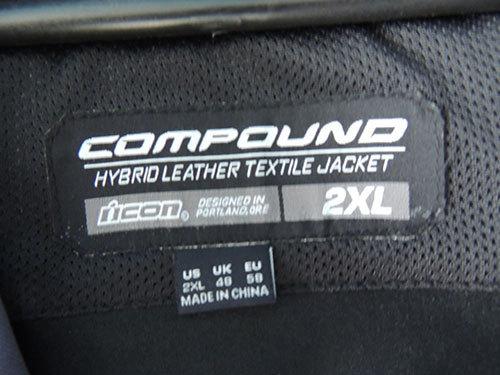 COMPOUND
HYBRID LEATHER TEXTILE JACKET
icon® DESIGNED IN PORTLAND, ORE 2XL
US UK EU
2XL 48 58
MADE IN CHINA